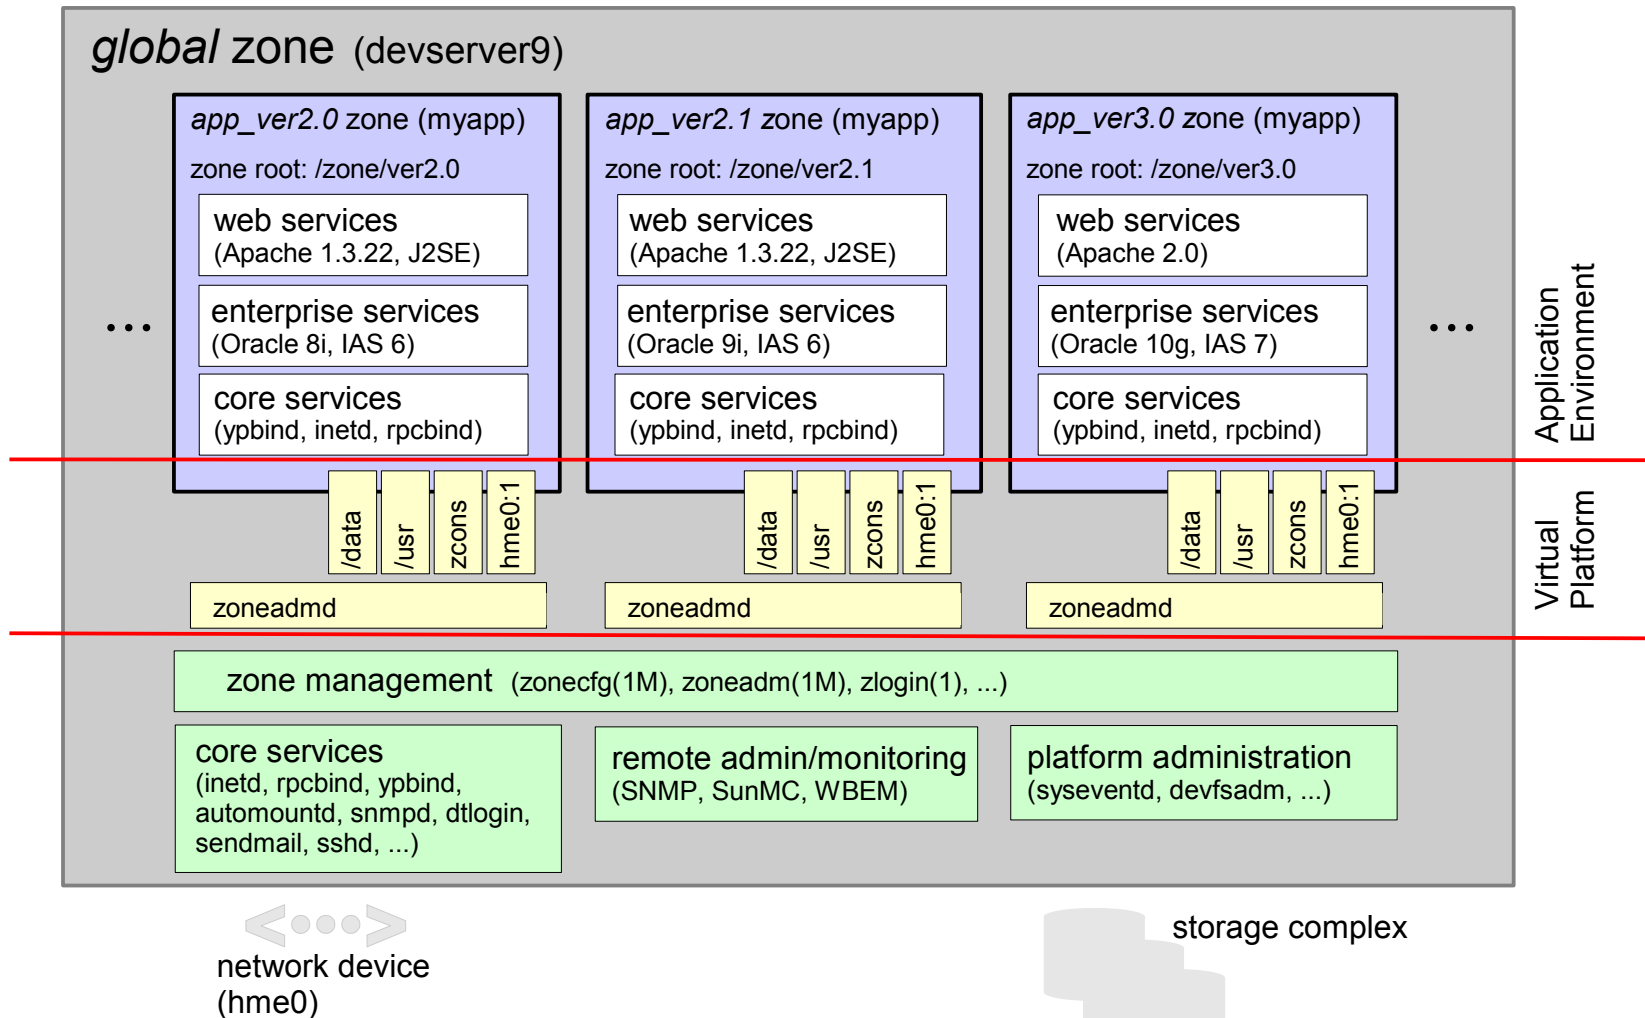 global zone (devserver9)
app_ver2.0 zone (myapp)
zone root: /zone/ver2.0
web services
(Apache 1.3.22, J2SE)
enterprise services
(Oracle 8i, IAS 6)
core services
(ypbind, inetd, rpcbind)
/data
/usr
zcons
hme0:1
zoneadmd
app_ver2.1 zone (myapp)
zone root: /zone/ver2.1
web services
(Apache 1.3.22, J2SE)
enterprise services
(Oracle 9i, IAS 6)
core services
(ypbind, inetd, rpcbind)
/data
/usr
zcons
hme0:1
zoneadmd
app_ver3.0 zone (myapp)
zone root: /zone/ver3.0
web services
(Apache 2.0)
enterprise services
(Oracle 10g, IAS 7)
core services
(ypbind, inetd, rpcbind)
/data
/usr
zcons
hme0:1
zoneadmd
...
...
Application
Environment
Virtual
Platform
zone management (zonecfg(1M), zoneadm(1M), zlogin(1), ...)
core services
(inetd, rpcbind, ypbind,
automountd, snmpd, dtlogin,
sendmail, sshd, ...)
remote admin/monitoring
(SNMP, SunMC, WBEM)
platform administration
(syseventd, devfsadm, ...)
network device
(hme0)
storage complex